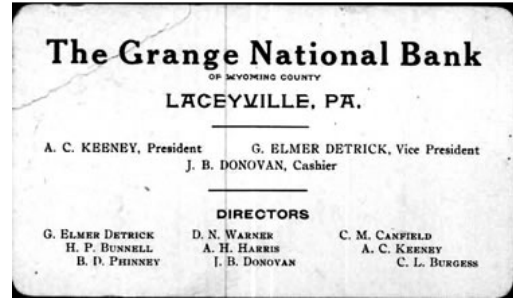 The Grange National Bank
OF WYOMING COUNTY
LACEYVILLE, PA.
A. C. KEENEY, President G. ELMER DETRICK, Vice President
J. B. DONOVAN, Cashier
DIRECTORS
G. ELMER DETRICK D. N. WARNER C. M. CANFIELD
H. P. BUNNELL A. H. HARRIS A. C. KEENEY
B. D. PHINNEY J. B. DONOVAN C. L. BURGESS